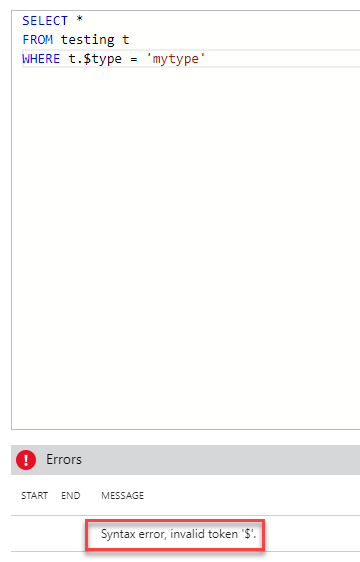 SELECT *
FROM testing t
WHERE t.$type = 'mytype'
Errors
START END MESSAGE
Syntax error, invalid token '$'.